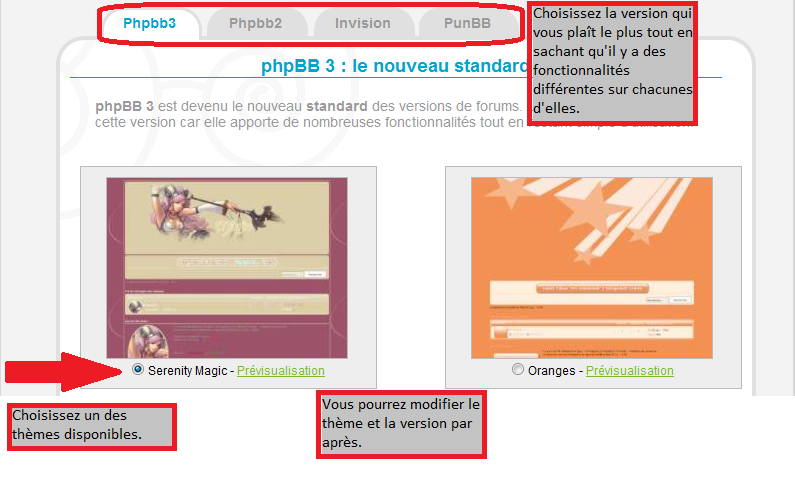 Phpbb3 Phpbb2 Invision PunBB
Choisissez la version qui
vous plaît le plus tout en
sachant qu'il y a des
fonctionnalités
différentes sur chacunes
d'elles.
phpBB 3 : le nouveau standard
phpBB 3 est devenu le nouveau standard des versions de forums.
cette version car elle apporte de nombreuses fonctionnalités tout en
Serenity Magic - Prévisualisation
Oranges - Prévisualisation
Choisissez un des
thèmes disponibles.
Vous pourrez modifier le
thème et la version par
après.